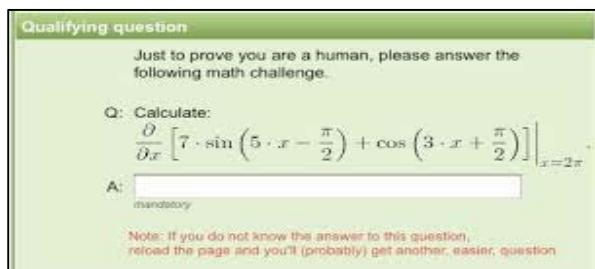 Qualifying question
Just to prove you are a human, please answer the
following math challenge.
Q: Calculate:
∂/∂x [7 · sin (5 · x − π/2) + cos (3 · x + π/2)]|x=2π .
A:
mandatory
Note: If you do not know the answer to this question,
reload the page and you'll (probably) get another, easier, question